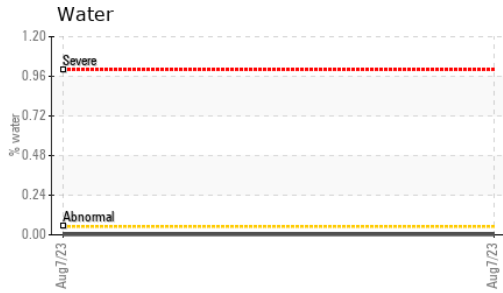 Water
1.20
Severe
0.96
0.72
% water
0.48
0.24
Abnormal
0.00
Aug7/23
Aug7/23